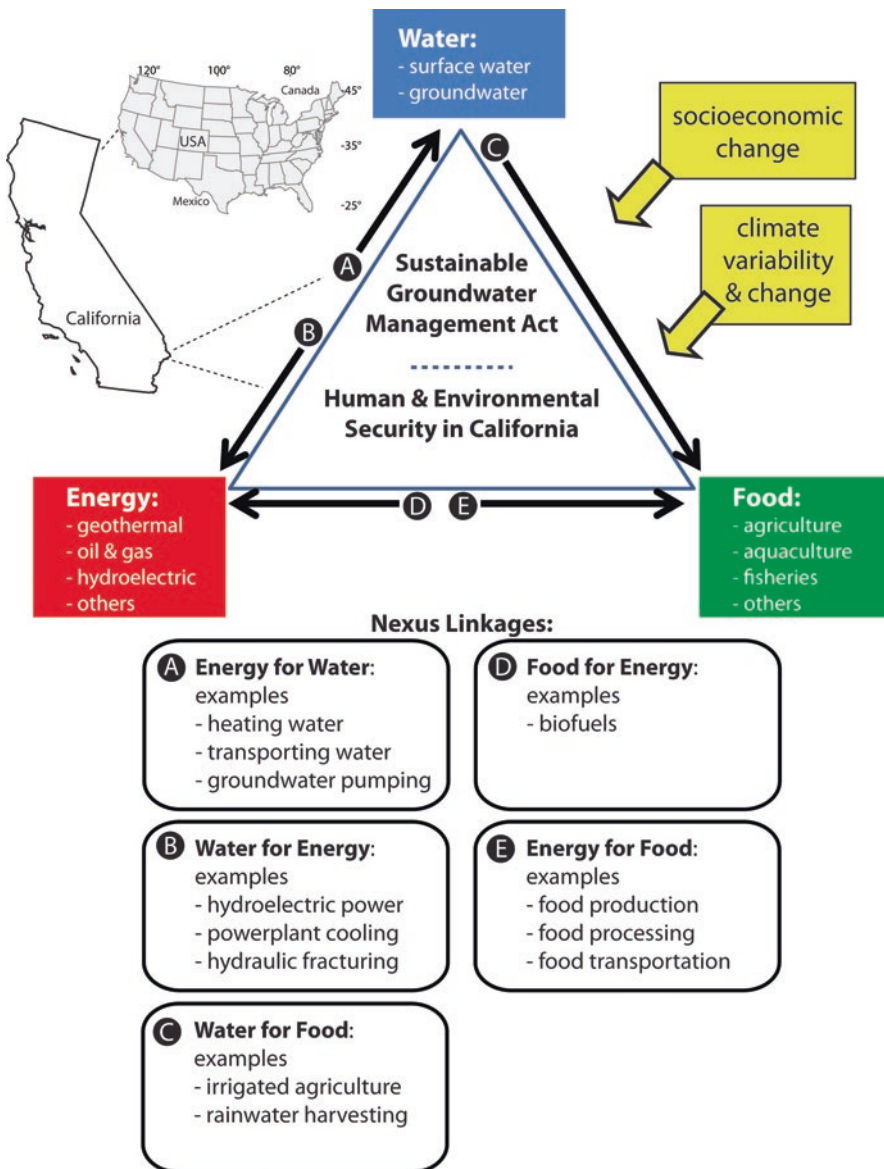 Water:
- surface water
- groundwater
120°
100°
80°
Canada
-45°
USA
-35°
Mexico
-25°
California
socioeconomic
change
climate
variability
& change
C
A
B
Sustainable
Groundwater
Management Act
Human & Environmental
Security in California
D
E
Energy:
- geothermal
- oil & gas
- hydroelectric
- others
Food:
- agriculture
- aquaculture
- fisheries
- others
Nexus Linkages:
A Energy for Water:
examples
- heating water
- transporting water
- groundwater pumping
B Water for Energy:
examples
- hydroelectric power
- powerplant cooling
- hydraulic fracturing
C Water for Food:
examples
- irrigated agriculture
- rainwater harvesting
D Food for Energy:
examples
- biofuels
E Energy for Food:
examples
- food production
- food processing
- food transportation